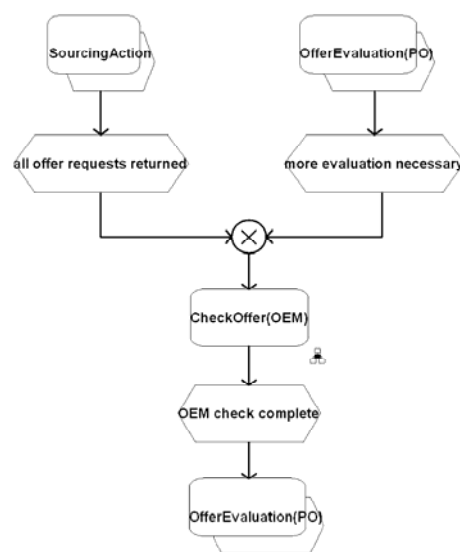 SourcingAction
OfferEvaluation(PO)
all offer requests returned
more evaluation necessary
CheckOffer(OEM)
OEM check complete
OfferEvaluation(PO)